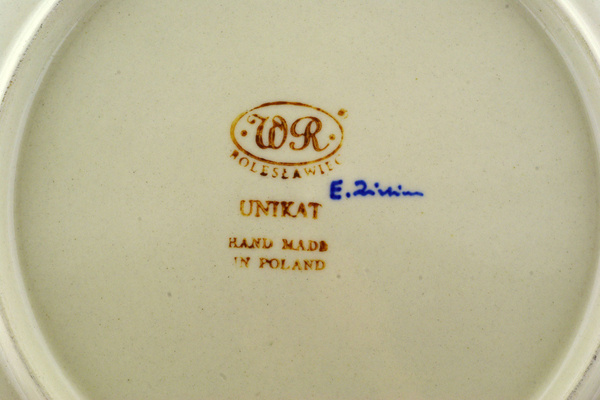 WR
BOLESŁAWIEC
UNIKAT
HAND MADE
IN POLAND
E.